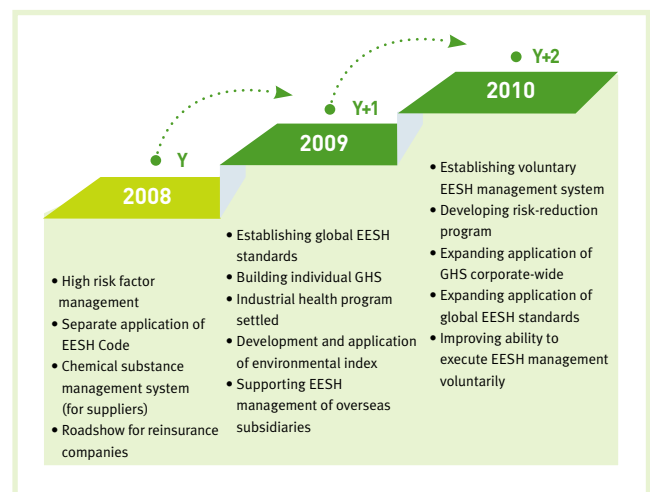 Y
2008
• High risk factor
management
• Separate application of
EESH Code
• Chemical substance
management system
(for suppliers)
• Roadshow for reinsurance
companies
Y+1
2009
• Establishing global EESH
standards
• Building individual GHS
• Industrial health program
settled
• Development and application
of environmental index
• Supporting EESH
management of overseas
subsidiaries
Y+2
2010
• Establishing voluntary
EESH management system
• Developing risk-reduction
program
• Expanding application of
GHS corporate-wide
• Expanding application of
global EESH standards
• Improving ability to
execute EESH management
voluntarily